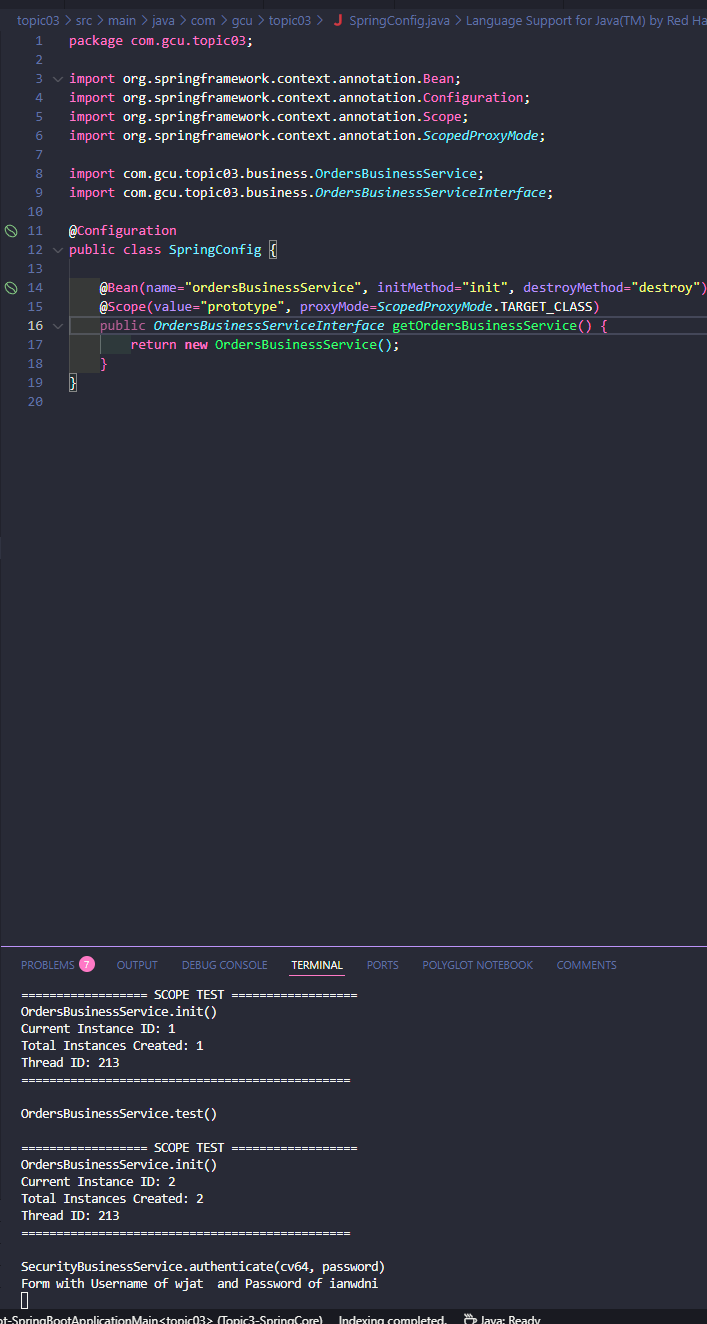 topic03 > src > main > java > com > gcu > topic03 > J SpringConfig.java > Language Support for Java(TM) by Red Ha
1 package com.gcu.topic03;
2
3 import org.springframework.context.annotation.Bean;
4 import org.springframework.context.annotation.Configuration;
5 import org.springframework.context.annotation.Scope;
6 import org.springframework.context.annotation.ScopedProxyMode;
7
8 import com.gcu.topic03.business.OrdersBusinessService;
9 import com.gcu.topic03.business.OrdersBusinessServiceInterface;
10
11 @Configuration
12 public class SpringConfig {
13
14 @Bean(name="ordersBusinessService", initMethod="init", destroyMethod="destroy")
15 @Scope(value="prototype", proxyMode=ScopedProxyMode.TARGET_CLASS)
16 public OrdersBusinessServiceInterface getOrdersBusinessService() {
17 return new OrdersBusinessService();
18 }
19 }
20
PROBLEMS 7 OUTPUT DEBUG CONSOLE TERMINAL PORTS POLYGLOT NOTEBOOK COMMENTS
================== SCOPE TEST ==================
OrdersBusinessService.init()
Current Instance ID: 1
Total Instances Created: 1
Thread ID: 213
===============================================
OrdersBusinessService.test()
================== SCOPE TEST ==================
OrdersBusinessService.init()
Current Instance ID: 2
Total Instances Created: 2
Thread ID: 213
===============================================
SecurityBusinessService.authenticate(cv64, password)
Form with Username of wjat  and Password of ianwdni
ot-SpringBootApplicationMain<topic03> (Topic3-SpringCore) Indexing completed. Java: Ready